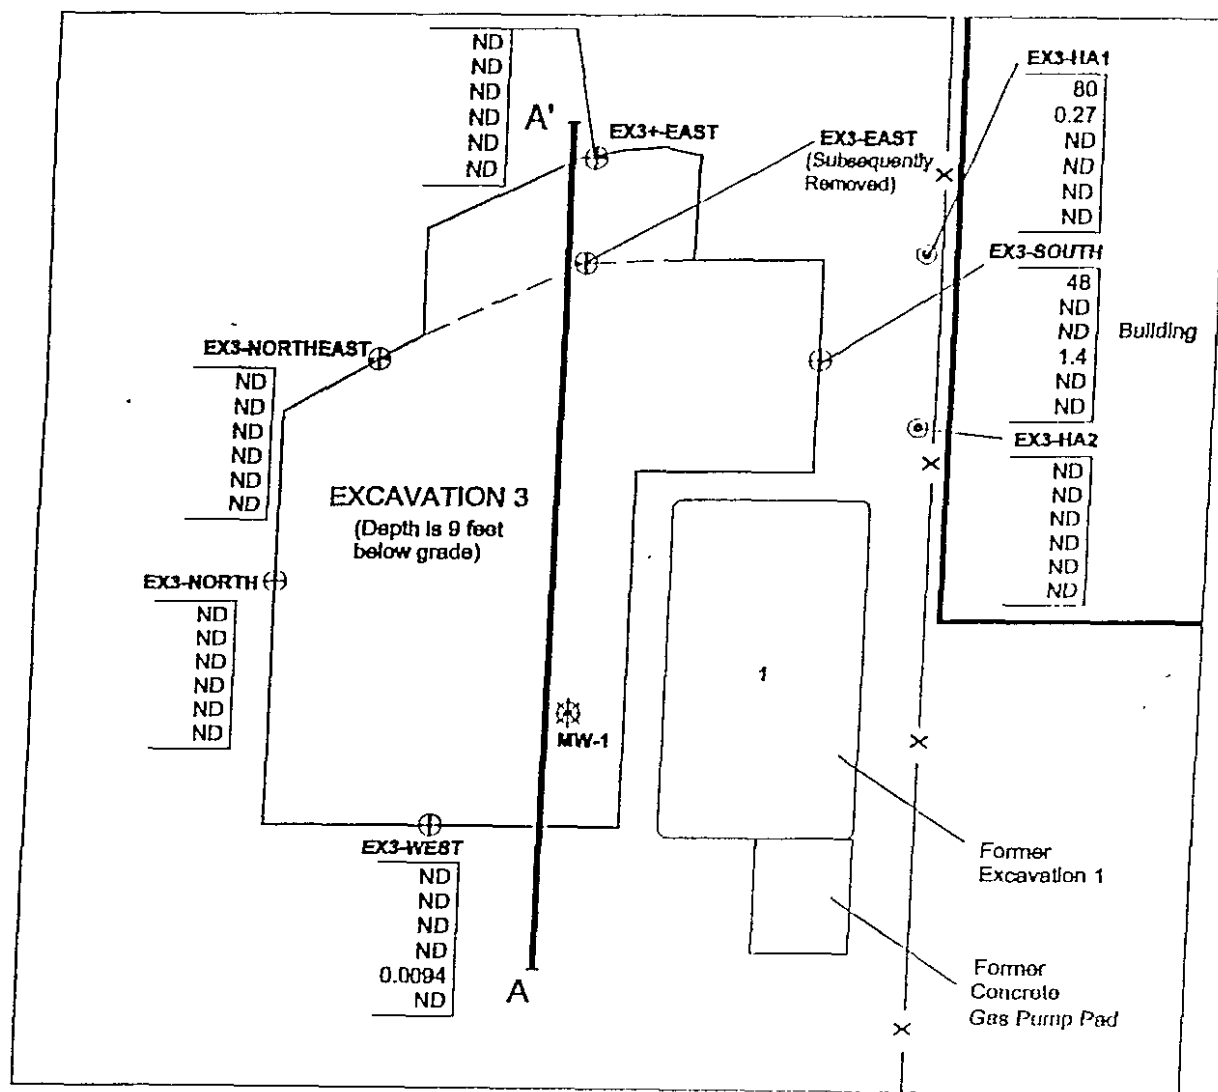 ND
ND
ND
ND
ND
ND
A'
EX3+-EAST
EX3-EAST
(Subsequently
Removed)
EX3-HA1
80
0.27
ND
ND
ND
ND
EX3-SOUTH
48
ND
ND
1.4
ND
ND
Building
EX3-HA2
ND
ND
ND
ND
ND
ND
EX3-NORTHEAST
ND
ND
ND
ND
ND
ND
EXCAVATION 3
(Depth is 9 feet
below grade)
EX3-NORTH
ND
ND
ND
ND
ND
ND
1
MW-1
EX3-WEST
ND
ND
ND
ND
0.0094
ND
A
Former
Excavation 1
Former
Concrete
Gas Pump Pad